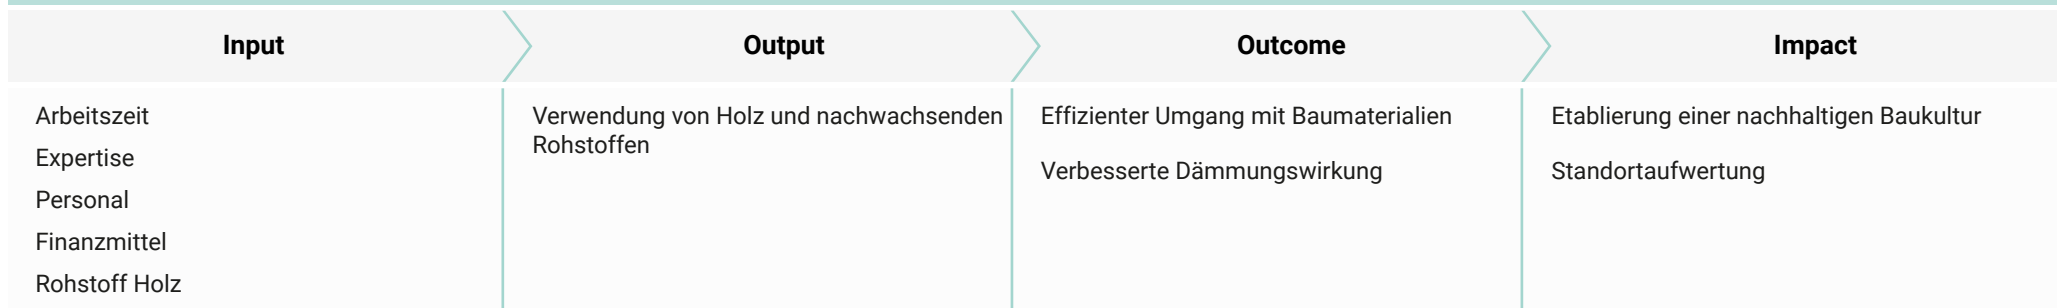 Input
Output
Outcome
Impact
Arbeitszeit
Expertise
Personal
Finanzmittel
Rohstoff Holz
Verwendung von Holz und nachwachsenden
Rohstoffen
Effizienter Umgang mit Baumaterialien
Verbesserte Dämmungswirkung
Etablierung einer nachhaltigen Baukultur
Standortaufwertung